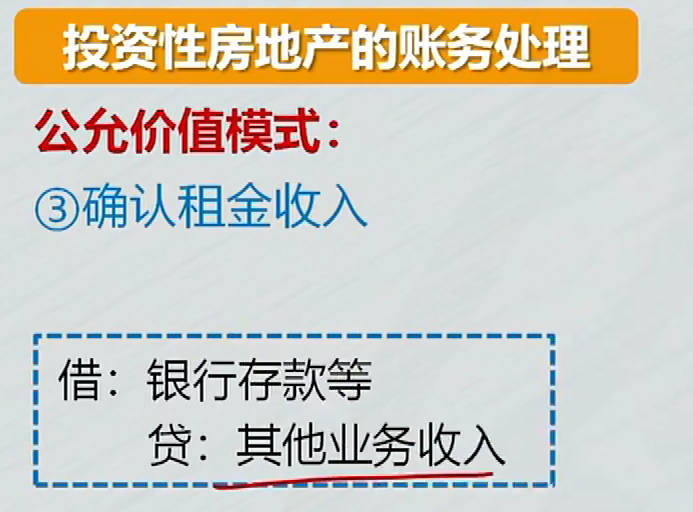 投资性房地产的账务处理
公允价值模式：
③确认租金收入
借：银行存款等
贷：其他业务收入